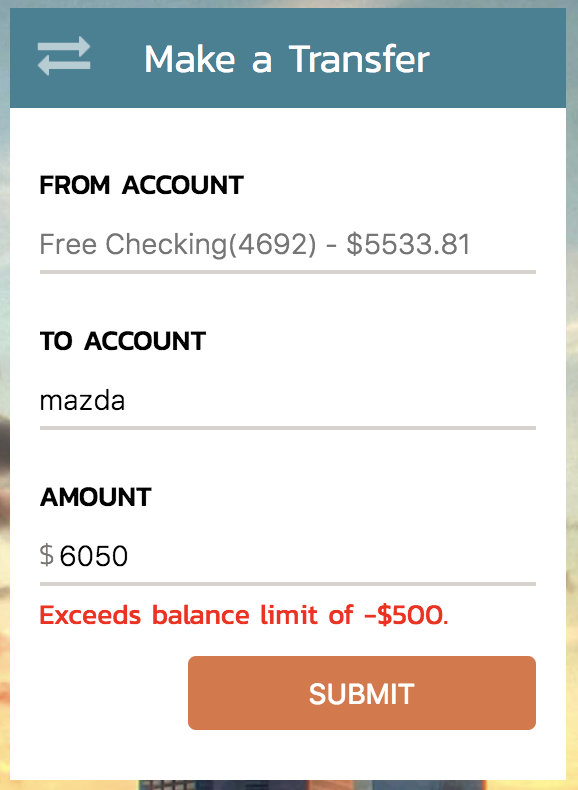 Make a Transfer
FROM ACCOUNT
Free Checking(4692) - $5533.81
TO ACCOUNT
mazda
AMOUNT
$ 6050
Exceeds balance limit of -$500.
SUBMIT